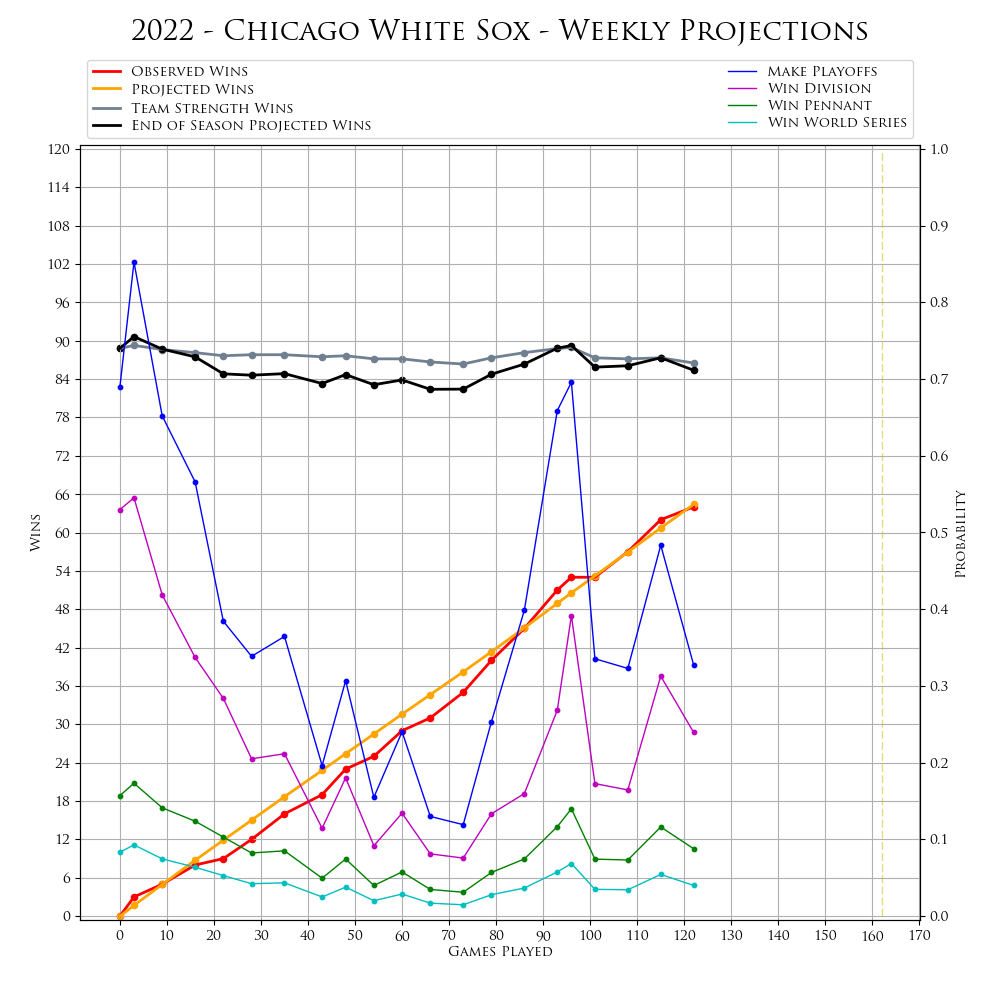 2022 - Chicago White Sox - Weekly Projections
Observed Wins
Projected Wins
Team Strength Wins
End of Season Projected Wins
Make Playoffs
Win Division
Win Pennant
Win World Series
120
114
108
102
96
90
84
78
72
66
60
54
48
42
36
30
24
18
12
6
0
Wins
1.0
0.9
0.8
0.7
0.6
0.5
0.4
0.3
0.2
0.1
0.0
Probability
0 10 20 30 40 50 60 70 80 90 100 110 120 130 140 150 160 170
Games Played